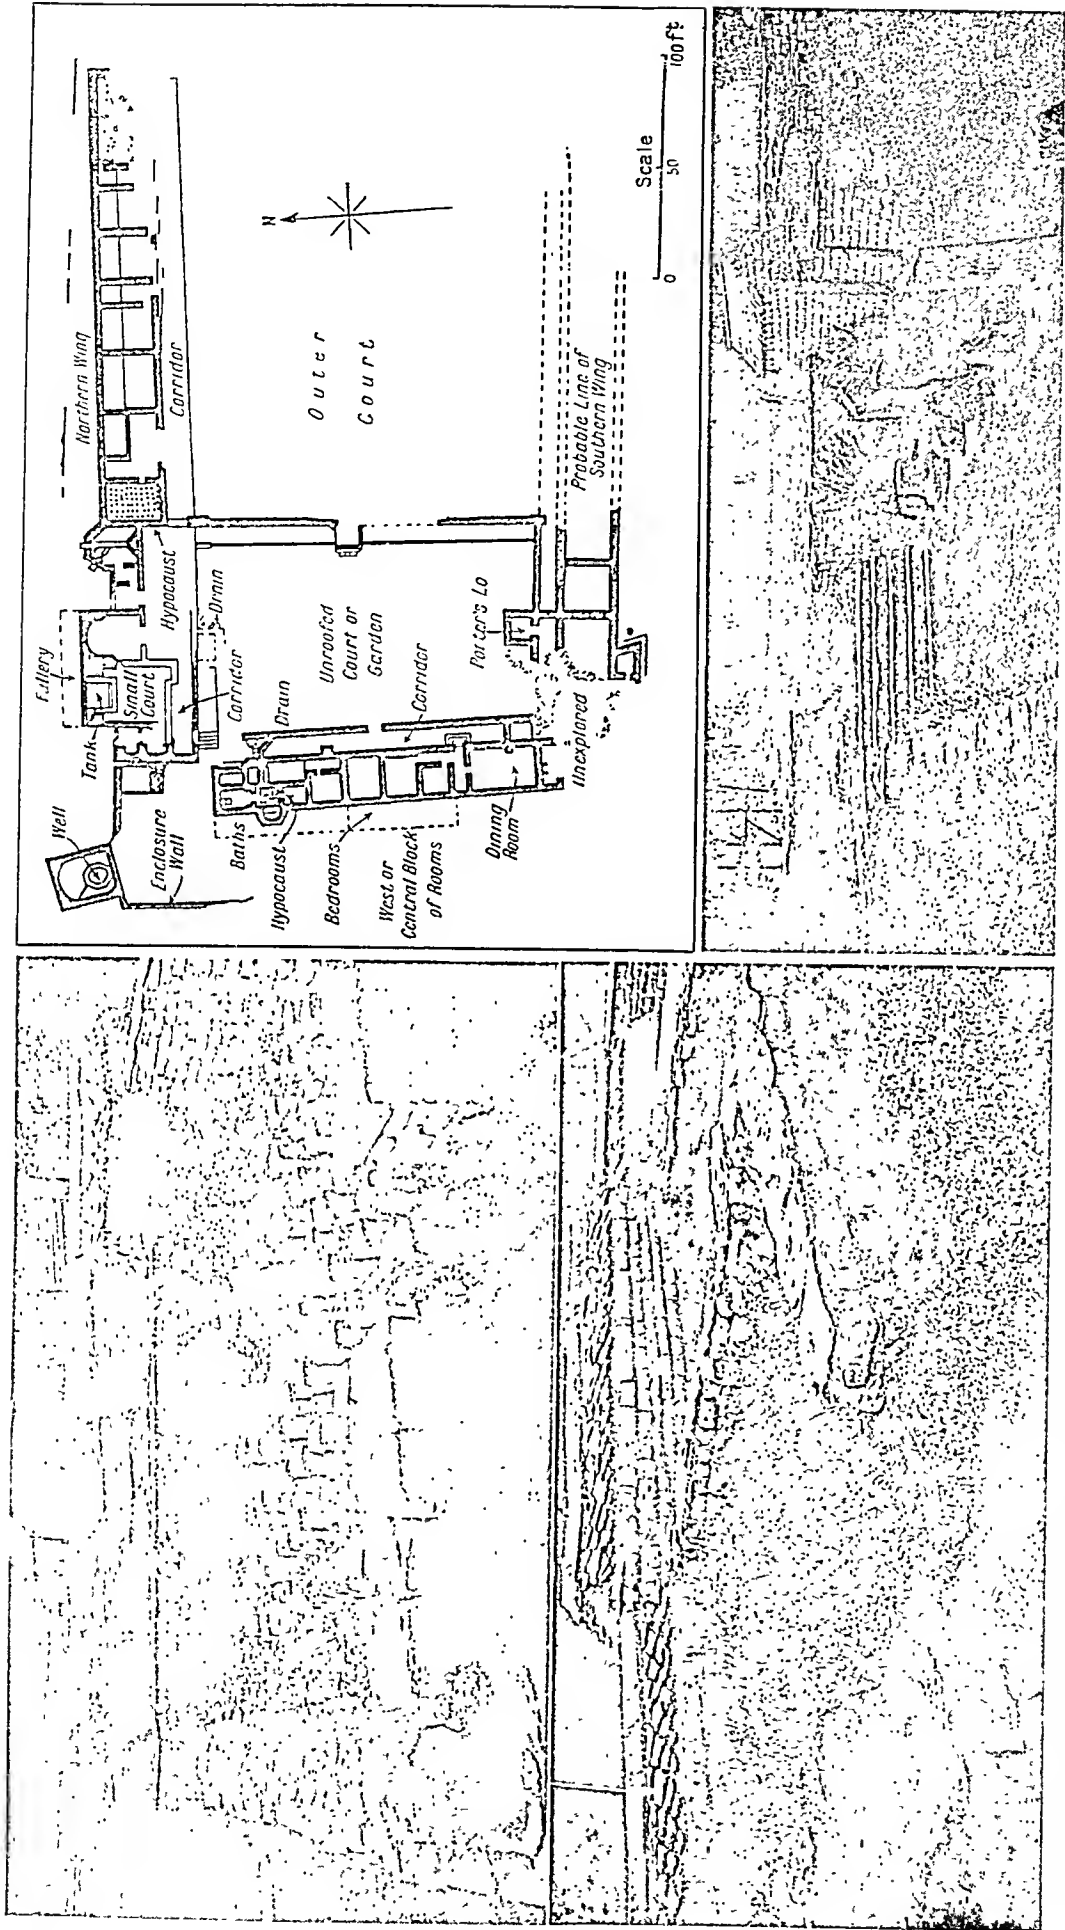 Well
Enclosure
Wall
Tank
Fullery
Small
Court
Corridor
Hypocaust
Drain
Northern Wing
Corridor
Baths
Hypocaust
Bedrooms
West or
Central Block
of Rooms
Dining
Room
Drain
Unroofed
Court or
Garden
Corridor
Porter's Lo
Unexplored
Outer
Court
N
Probable Line of
Southern Wing
Scale
0 50 100ft